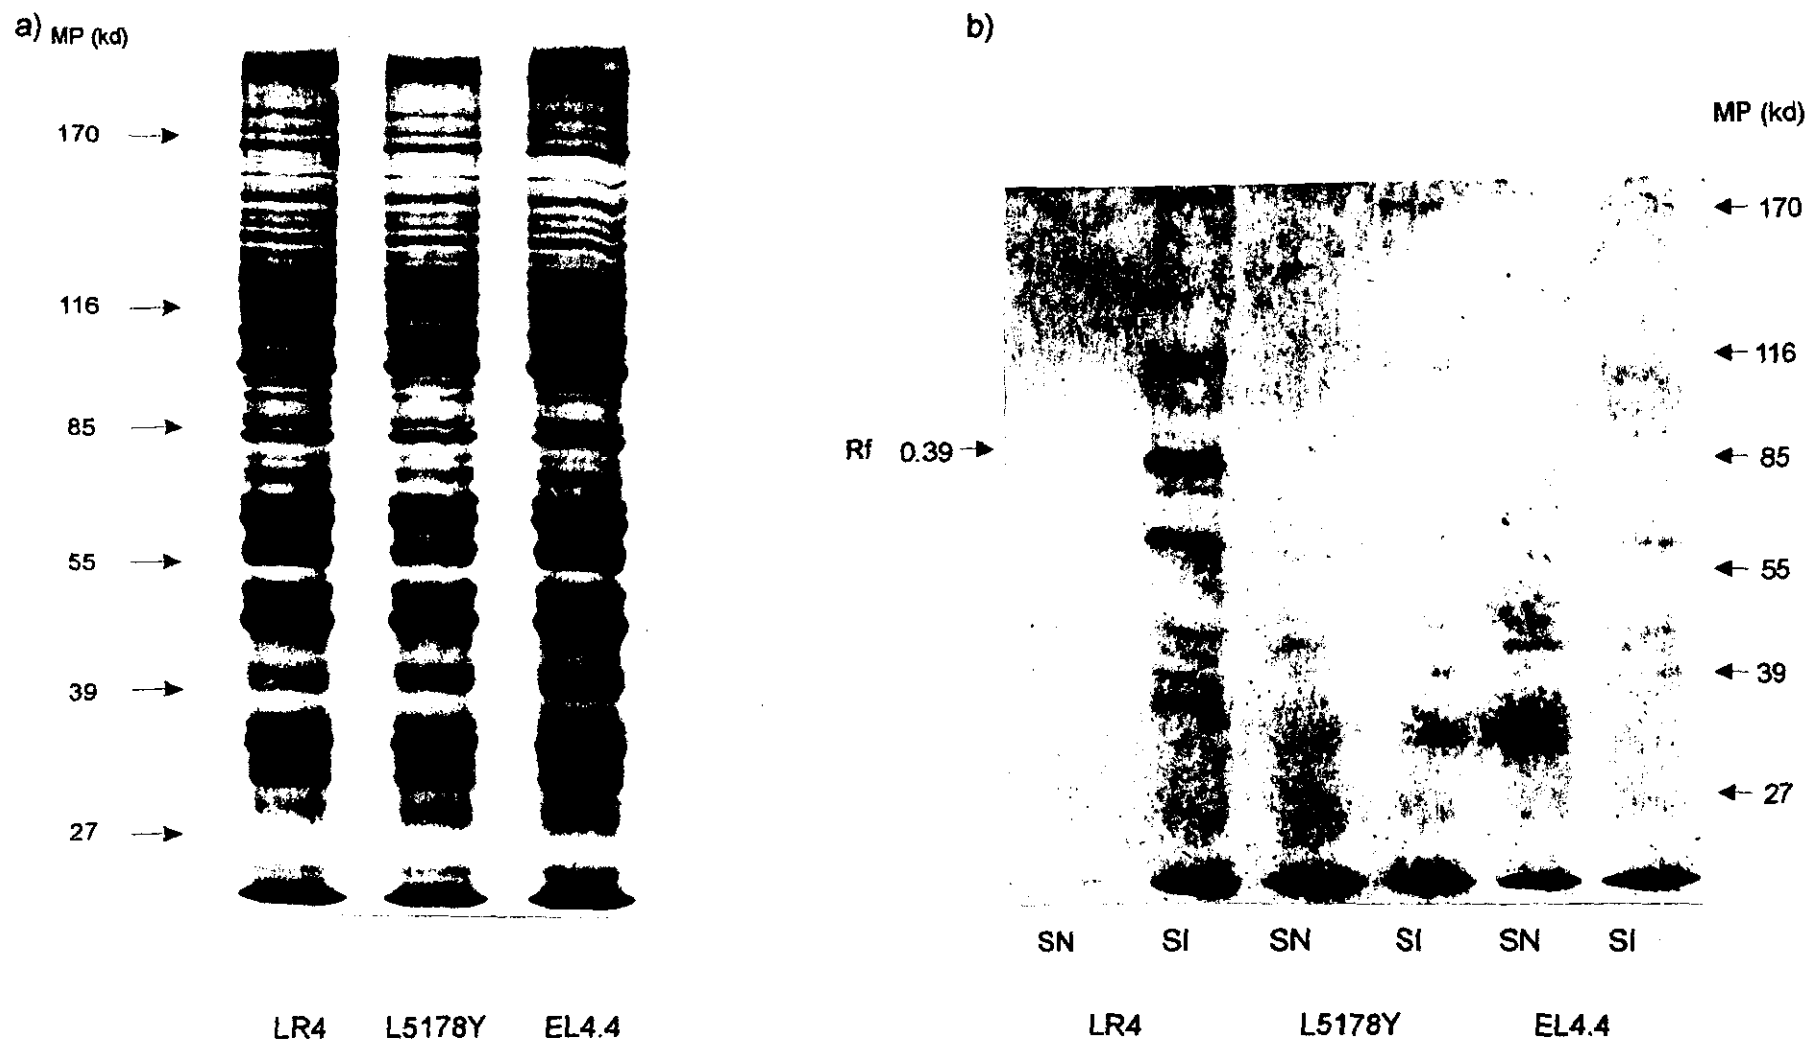 a) MP (kd)
170
116
85
55
39
27
LR4 L5178Y EL4.4
b)
MP (kd)
170
116
Rf 0.39
85
55
39
27
SN SI SN SI SN SI
LR4 L5178Y EL4.4